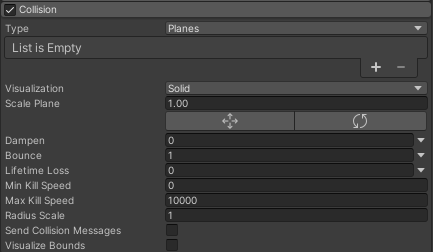 Collision
Type Planes
List is Empty
+ −
Visualization Solid
Scale Plane 1.00
Dampen 0
Bounce 1
Lifetime Loss 0
Min Kill Speed 0
Max Kill Speed 10000
Radius Scale 1
Send Collision Messages
Visualize Bounds